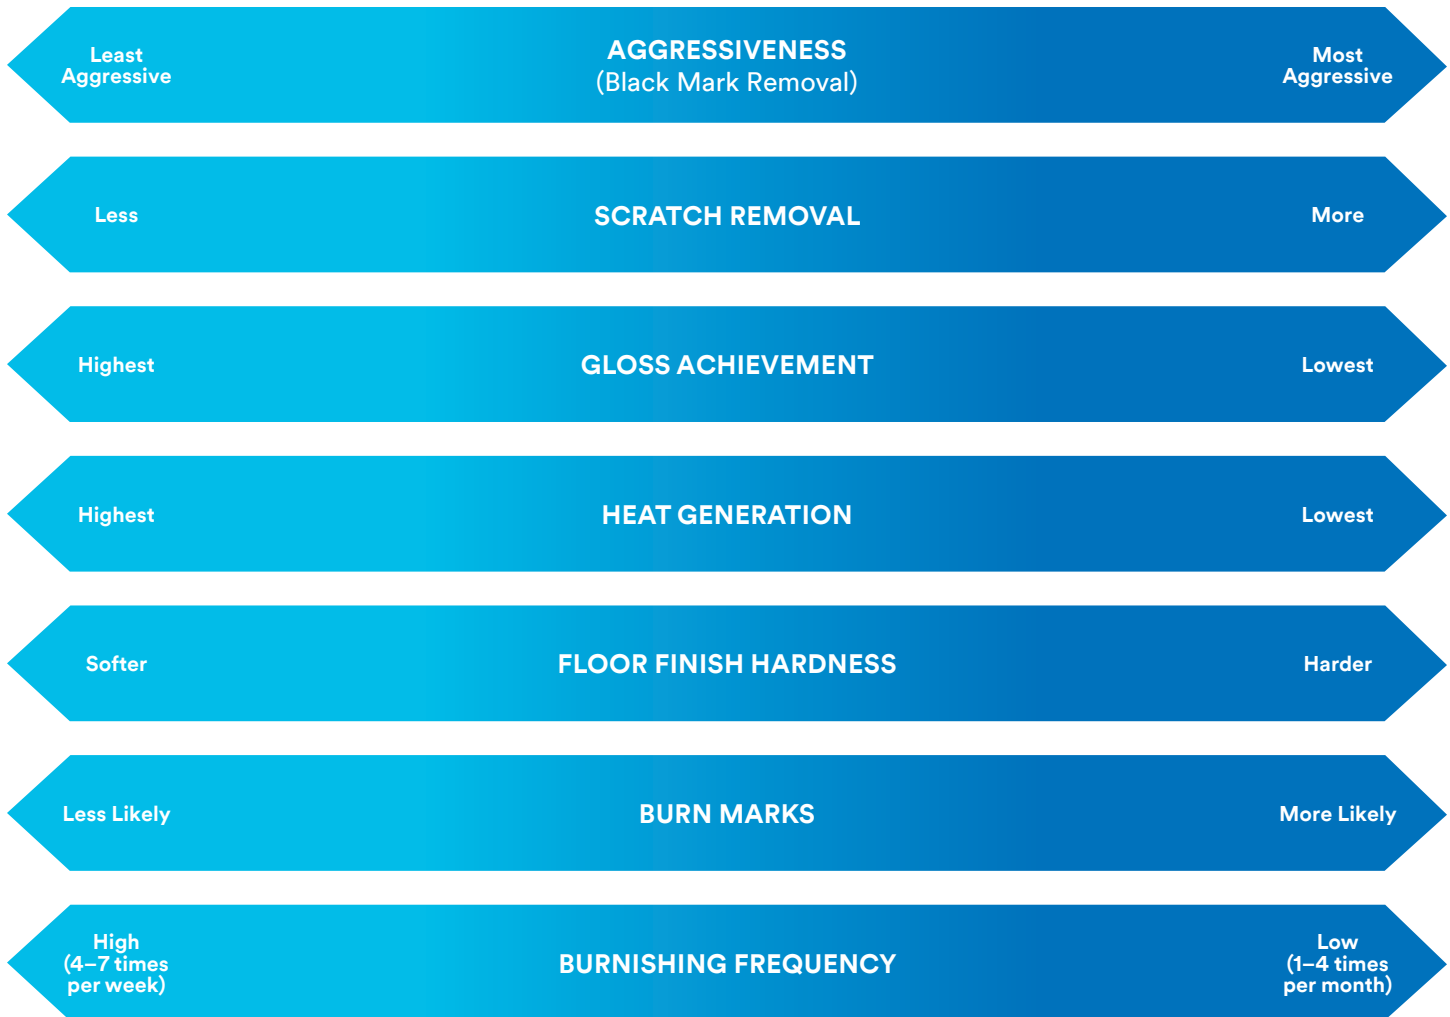 Least
Aggressive
AGGRESSIVENESS
(Black Mark Removal)
Most
Aggressive
Less
SCRATCH REMOVAL
More
Highest
GLOSS ACHIEVEMENT
Lowest
Highest
HEAT GENERATION
Lowest
Softer
FLOOR FINISH HARDNESS
Harder
Less Likely
BURN MARKS
More Likely
High
(4–7 times
per week)
BURNISHING FREQUENCY
Low
(1–4 times
per month)